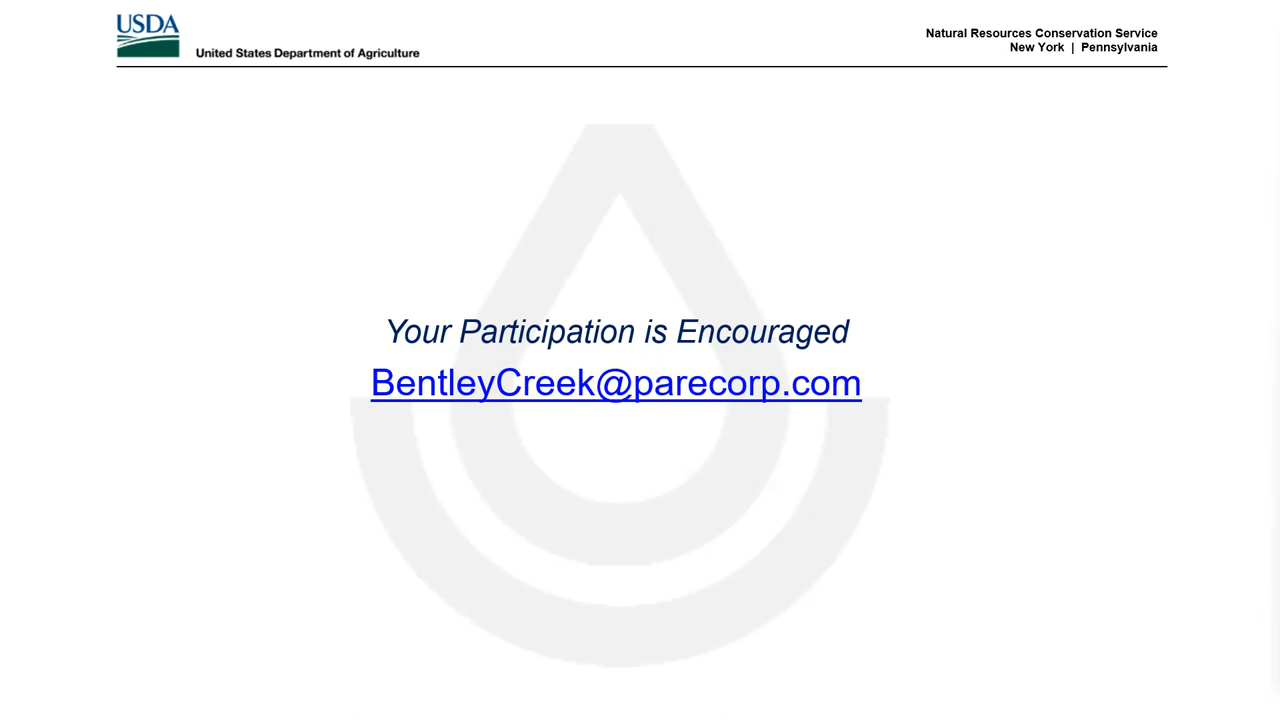 USDA
United States Department of Agriculture
Natural Resources Conservation Service
New York | Pennsylvania
Your Participation is Encouraged
BentleyCreek@parecorp.com